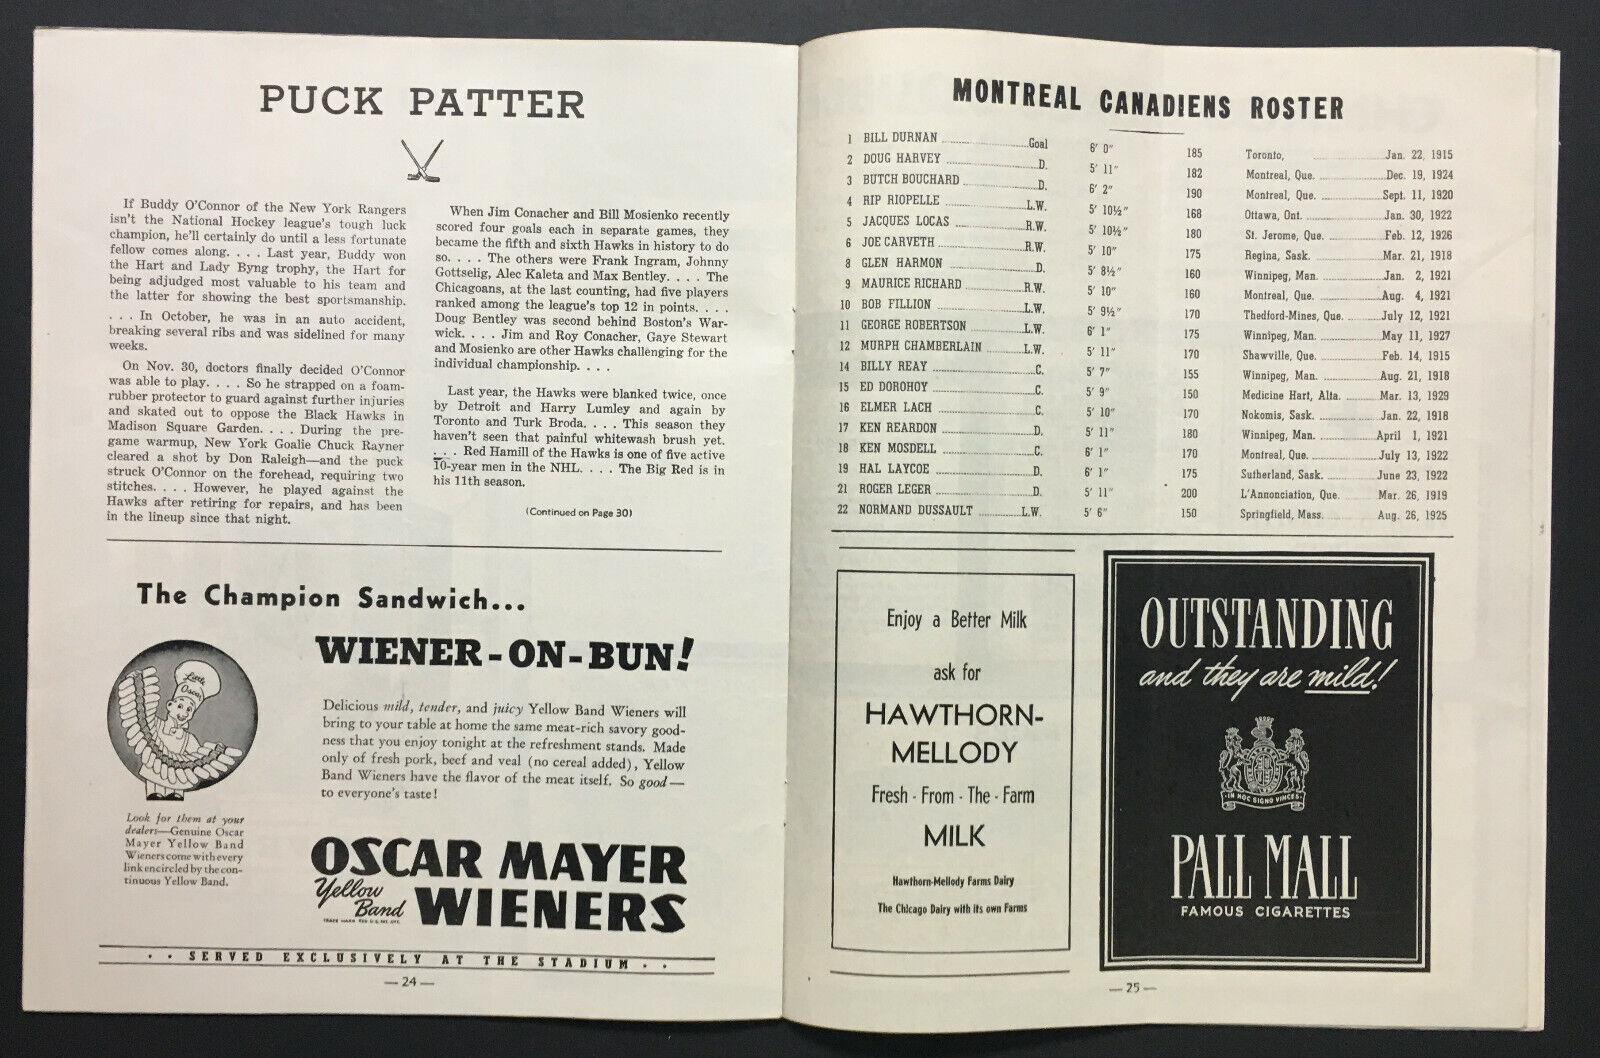 PUCK PATTER
If Buddy O'Connor of the New York Rangers
isn't the National Hockey league's tough luck
champion, he'll certainly do until a less fortunate
fellow comes along. . . . Last year, Buddy won
the Hart and Lady Byng trophy, the Hart for
being adjudged most valuable to his team and
the latter for showing the best sportsmanship.
. . . In October, he was in an auto accident,
breaking several ribs and was sidelined for many
weeks.
On Nov. 30, doctors finally decided O'Connor
was able to play. . . . So he strapped on a foam-
rubber protector to guard against further injuries
and skated out to oppose the Black Hawks in
Madison Square Garden. . . . During the pre-
game warmup, New York Goalie Chuck Rayner
cleared a shot by Don Raleigh—and the puck
struck O'Connor on the forehead, requiring two
stitches. . . . However, he played against the
Hawks after retiring for repairs, and has been
in the lineup since that night.
When Jim Conacher and Bill Mosienko recently
scored four goals each in separate games, they
became the fifth and sixth Hawks in history to do
so. . . . The others were Frank Ingram, Johnny
Gottselig, Alec Kaleta and Max Bentley. . . . The
Chicagoans, at the last counting, had five players
ranked among the league's top 12 in points. . . .
Doug Bentley was second behind Boston's War-
wick. . . . Jim and Roy Conacher, Gaye Stewart
and Mosienko are other Hawks challenging for the
individual championship. . . .
Last year, the Hawks were blanked twice, once
by Detroit and Harry Lumley and again by
Toronto and Turk Broda. . . . This season they
haven't seen that painful whitewash brush yet.
. . . Red Hamill of the Hawks is one of five active
10-year men in the NHL. . . . The Big Red is in
his 11th season.
(Continued on Page 30)
The Champion Sandwich...
WIENER-ON-BUN!
Little
Oscar
Delicious mild, tender, and juicy Yellow Band Wieners will
bring to your table at home the same meat-rich savory good-
ness that you enjoy tonight at the refreshment stands. Made
only of fresh pork, beef and veal (no cereal added), Yellow
Band Wieners have the flavor of the meat itself. So good—
to everyone's taste!
Look for them at your
dealers—Genuine Oscar
Mayer Yellow Band
Wieners come with every
link encircled by the con-
tinuous Yellow Band.
OSCAR MAYER
Yellow
Band WIENERS
TRADE MARK REG U.S. PAT. OFF.
. . SERVED EXCLUSIVELY AT THE STADIUM . .
— 24 —
MONTREAL CANADIENS ROSTER
1 BILL DURNAN Goal 6' 0" 185 Toronto, Jan. 22, 1915
2 DOUG HARVEY D. 5' 11" 182 Montreal, Que. Dec. 19, 1924
3 BUTCH BOUCHARD D. 6' 2" 190 Montreal, Que. Sept. 11, 1920
4 RIP RIOPELLE L.W. 5' 10½" 168 Ottawa, Ont. Jan. 30, 1922
5 JACQUES LOCAS R.W. 5' 10½" 180 St. Jerome, Que. Feb. 12, 1926
6 JOE CARVETH R.W. 5' 10" 175 Regina, Sask. Mar. 21, 1918
8 GLEN HARMON D. 5' 8½" 160 Winnipeg, Man. Jan. 2, 1921
9 MAURICE RICHARD R.W. 5' 10" 160 Montreal, Que. Aug. 4, 1921
10 BOB FILLION L.W. 5' 9½" 170 Thedford-Mines, Que. July 12, 1921
11 GEORGE ROBERTSON L.W. 6' 1" 175 Winnipeg, Man. May 11, 1927
12 MURPH CHAMBERLAIN L.W. 5' 11" 170 Shawville, Que. Feb. 14, 1915
14 BILLY REAY C. 5' 7" 155 Winnipeg, Man. Aug. 21, 1918
15 ED DOROHOY C. 5' 9" 150 Medicine Hart, Alta. Mar. 13, 1929
16 ELMER LACH C. 5' 10" 170 Nokomis, Sask. Jan. 22, 1918
17 KEN REARDON D. 5' 11" 180 Winnipeg, Man. April 1, 1921
18 KEN MOSDELL C. 6' 1" 170 Montreal, Que. July 13, 1922
19 HAL LAYCOE D. 6' 1" 175 Sutherland, Sask. June 23, 1922
21 ROGER LEGER D. 5' 11" 200 L'Annonciation, Que. Mar. 26, 1919
22 NORMAND DUSSAULT L.W. 5' 6" 150 Springfield, Mass. Aug. 26, 1925
Enjoy a Better Milk
ask for
HAWTHORN-
MELLODY
Fresh - From - The - Farm
MILK
Hawthorn-Mellody Farms Dairy
The Chicago Dairy with its own Farms
OUTSTANDING
and they are mild!
IN HOC SIGNO VINCES
PALL MALL
FAMOUS CIGARETTES
— 25 —